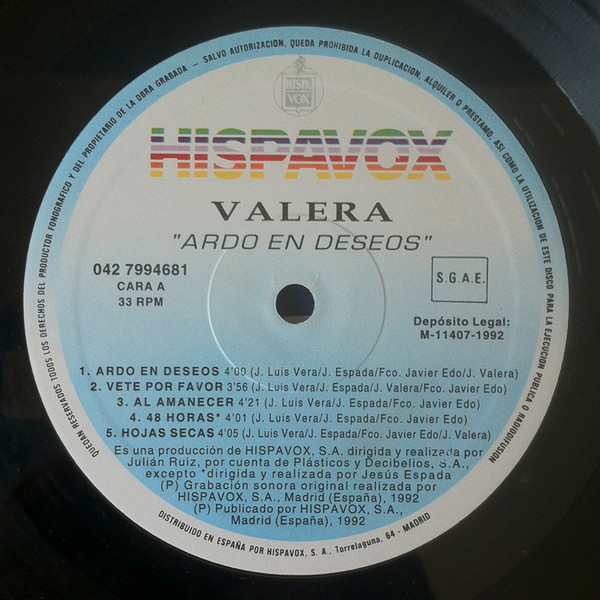 QUEDAN RESERVADOS TODOS LOS DERECHOS DEL PRODUCTOR FONOGRAFICO Y DEL PROPIETARIO DE LA OBRA GRABADA — SALVO AUTORIZACION, QUEDA PROHIBIDA LA DUPLICACION, ALQUILER O PRESTAMO, ASI COMO LA UTILIZACION DE ESTE DISCO PARA LA EJECUCION PUBLICA O RADIODIFUSION
HISPA
VOX
HISPAVOX
VALERA
"ARDO EN DESEOS"
042 7994681
CARA A
33 RPM
S.G.A.E.
Depósito Legal:
M-11407-1992
1. ARDO EN DESEOS 4'00 (J. Luis Vera/J. Espada/Fco. Javier Edo/J. Valera)
2. VETE POR FAVOR 3'56 (J. Luis Vera/J. Espada/J. Valera/Fco. Javier Edo)
3. AL AMANECER 4'21 (J. Luis Vera/J. Espada/Fco. Javier Edo)
4. 48 HORAS* 4'01 (J. Luis Vera/J. Espada/Fco. Javier Edo)
5. HOJAS SECAS 4'05 (J. Luis Vera/J. Espada/Fco. Javier Edo/J. Valera)
Es una producción de HISPAVOX, S.A. dirigida y realizada por
Julián Ruiz, por cuenta de Plásticos y Decibelios, S.A.,
excepto *dirigida y realizada por Jesús Espada
(P) Grabación sonora original realizada por
HISPAVOX, S.A., Madrid (España), 1992
(P) Publicado por HISPAVOX, S.A.,
Madrid (España), 1992
DISTRIBUIDO EN ESPAÑA POR HISPAVOX, S. A., Torrelaguna, 64 - MADRID